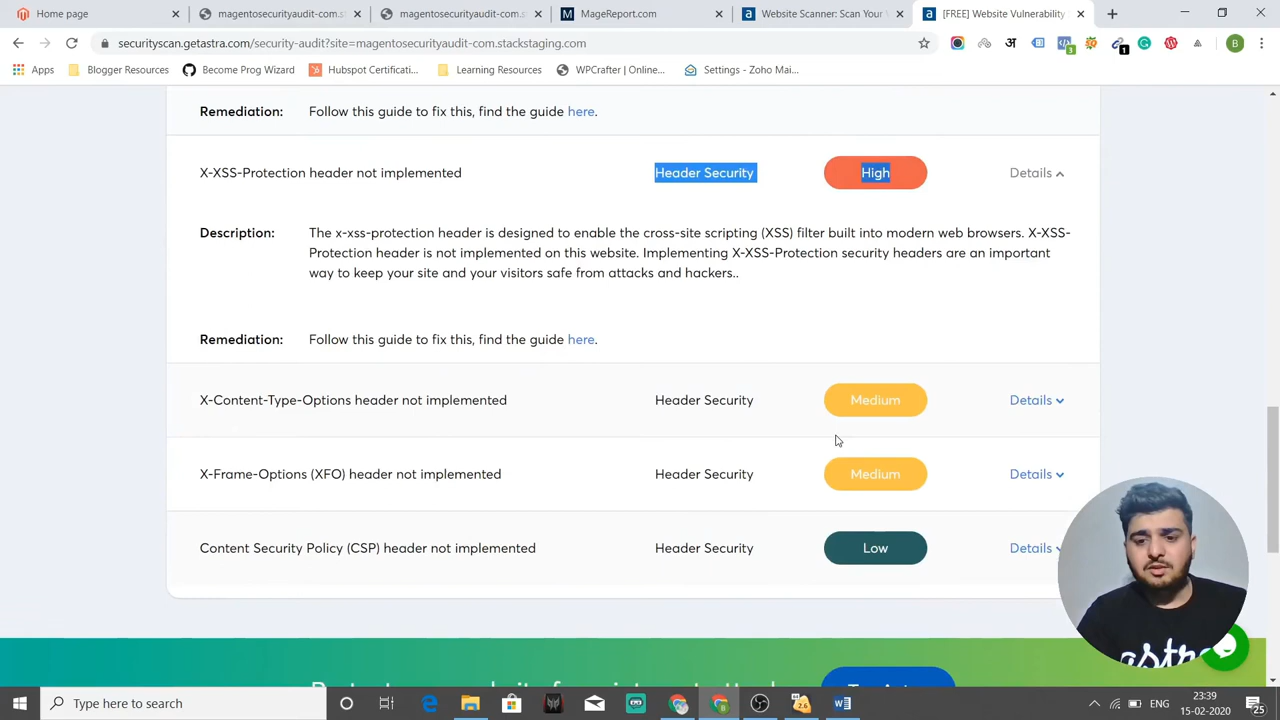 Home page
magentosecurityaudit-com.s
magentosecurityaudit-com.s
MageReport.com
Website Scanner: Scan Your
[FREE] Website Vulnerability
securityscan.getastra.com/security-audit?site=magentosecurityaudit-com.stackstaging.com
Apps
Blogger Resources
Become Prog Wizard
Hubspot Certificati...
Learning Resources
WPCrafter | Online...
Settings - Zoho Mai...
Remediation: Follow this guide to fix this, find the guide here.
X-XSS-Protection header not implemented Header Security High Details
Description: The x-xss-protection header is designed to enable the cross-site scripting (XSS) filter built into modern web browsers. X-XSS-
Protection header is not implemented on this website. Implementing X-XSS-Protection security headers are an important
way to keep your site and your visitors safe from attacks and hackers..
Remediation: Follow this guide to fix this, find the guide here.
X-Content-Type-Options header not implemented Header Security Medium Details
X-Frame-Options (XFO) header not implemented Header Security Medium Details
Content Security Policy (CSP) header not implemented Header Security Low Details
Type here to search
ENG
23:39
15-02-2020
25